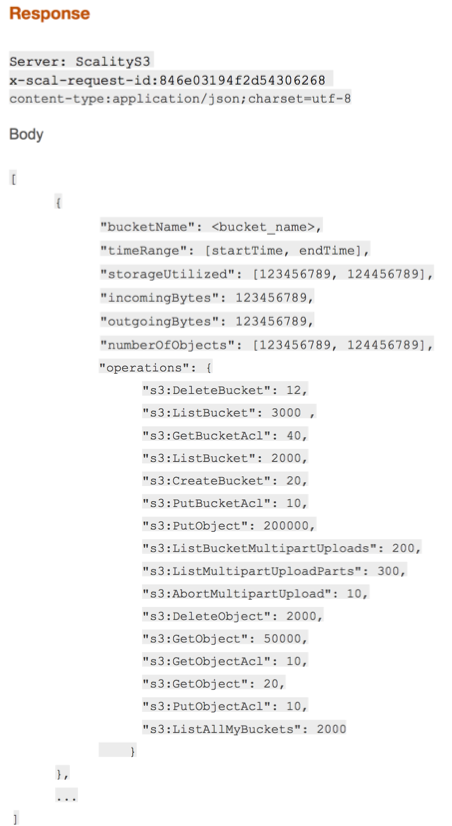 Response
Server: ScalityS3
x-scal-request-id:846e03194f2d54306268
content-type:application/json;charset=utf-8
Body
[
{
"bucketName": <bucket_name>,
"timeRange": [startTime, endTime],
"storageUtilized": [123456789, 124456789],
"incomingBytes": 123456789,
"outgoingBytes": 123456789,
"numberOfObjects": [123456789, 124456789],
"operations": {
"s3:DeleteBucket": 12,
"s3:ListBucket": 3000 ,
"s3:GetBucketAcl": 40,
"s3:ListBucket": 2000,
"s3:CreateBucket": 20,
"s3:PutBucketAcl": 10,
"s3:PutObject": 200000,
"s3:ListBucketMultipartUploads": 200,
"s3:ListMultipartUploadParts": 300,
"s3:AbortMultipartUpload": 10,
"s3:DeleteObject": 2000,
"s3:GetObject": 50000,
"s3:GetObjectAcl": 10,
"s3:GetObject": 20,
"s3:PutObjectAcl": 10,
"s3:ListAllMyBuckets": 2000
}
},
...
]